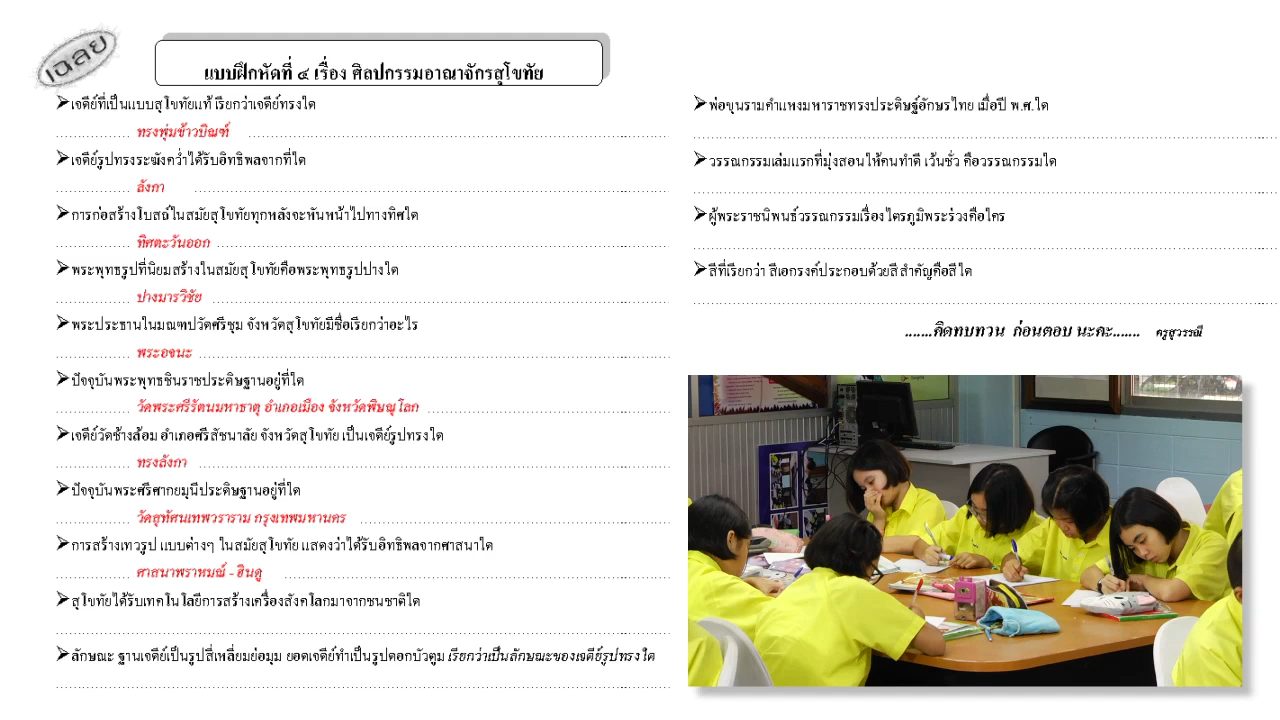 เฉลย
แบบฝึกหัดที่ ๔ เรื่อง ศิลปกรรมอาณาจักรสุโขทัย
➢เจดีย์ที่เป็นแบบสุโขทัยแท้ เรียกว่าเจดีย์ทรงใด
ทรงพุ่มข้าวบิณฑ์
➢เจดีย์รูปทรงระฆังคว่ำได้รับอิทธิพลจากที่ใด
ลังกา
➢การก่อสร้างโบสถ์ในสมัยสุโขทัยทุกหลังจะหันหน้าไปทางทิศใด
ทิศตะวันออก
➢พระพุทธรูปที่นิยมสร้างในสมัยสุโขทัยคือพระพุทธรูปปางใด
ปางมารวิชัย
➢พระประธานในมณฑปวัดศรีชุม จังหวัดสุโขทัยมีชื่อเรียกว่าอะไร
พระอจนะ
➢ปัจจุบันพระพุทธชินราชประดิษฐานอยู่ที่ใด
วัดพระศรีรัตนมหาธาตุ อำเภอเมือง จังหวัดพิษณุโลก
➢เจดีย์วัดช้างล้อม อำเภอศรีสัชนาลัย จังหวัดสุโขทัย เป็นเจดีย์รูปทรงใด
ทรงลังกา
➢ปัจจุบันพระศรีศากยมุนีประดิษฐานอยู่ที่ใด
วัดสุทัศนเทพวราราม กรุงเทพมหานคร
➢การสร้างเทวรูป แบบต่างๆ ในสมัยสุโขทัย แสดงว่าได้รับอิทธิพลจากศาสนาใด
ศาสนาพราหมณ์ - ฮินดู
➢สุโขทัยได้รับเทคโนโลยีการสร้างเครื่องสังคโลกมาจากชนชาติใด
➢ลักษณะ ฐานเจดีย์เป็นรูปสี่เหลี่ยมย่อมุม ยอดเจดีย์ทำเป็นรูปดอกบัวตูม เรียกว่าเป็นลักษณะของเจดีย์รูปทรงใด
➢พ่อขุนรามคำแหงมหาราชทรงประดิษฐ์อักษรไทย เมื่อปี พ.ศ.ใด
➢วรรณกรรมเล่มแรกที่มุ่งสอนให้คนทำดี เว้นชั่ว คือวรรณกรรมใด
➢ผู้พระราชนิพนธ์วรรณกรรมเรื่องไตรภูมิพระร่วงคือใคร
➢สีที่เรียกว่า สีเอกรงค์ประกอบด้วยสีสำคัญคือสีใด
.......คิดทบทวน ก่อนตอบ นะคะ....... ครูสุวรรณี